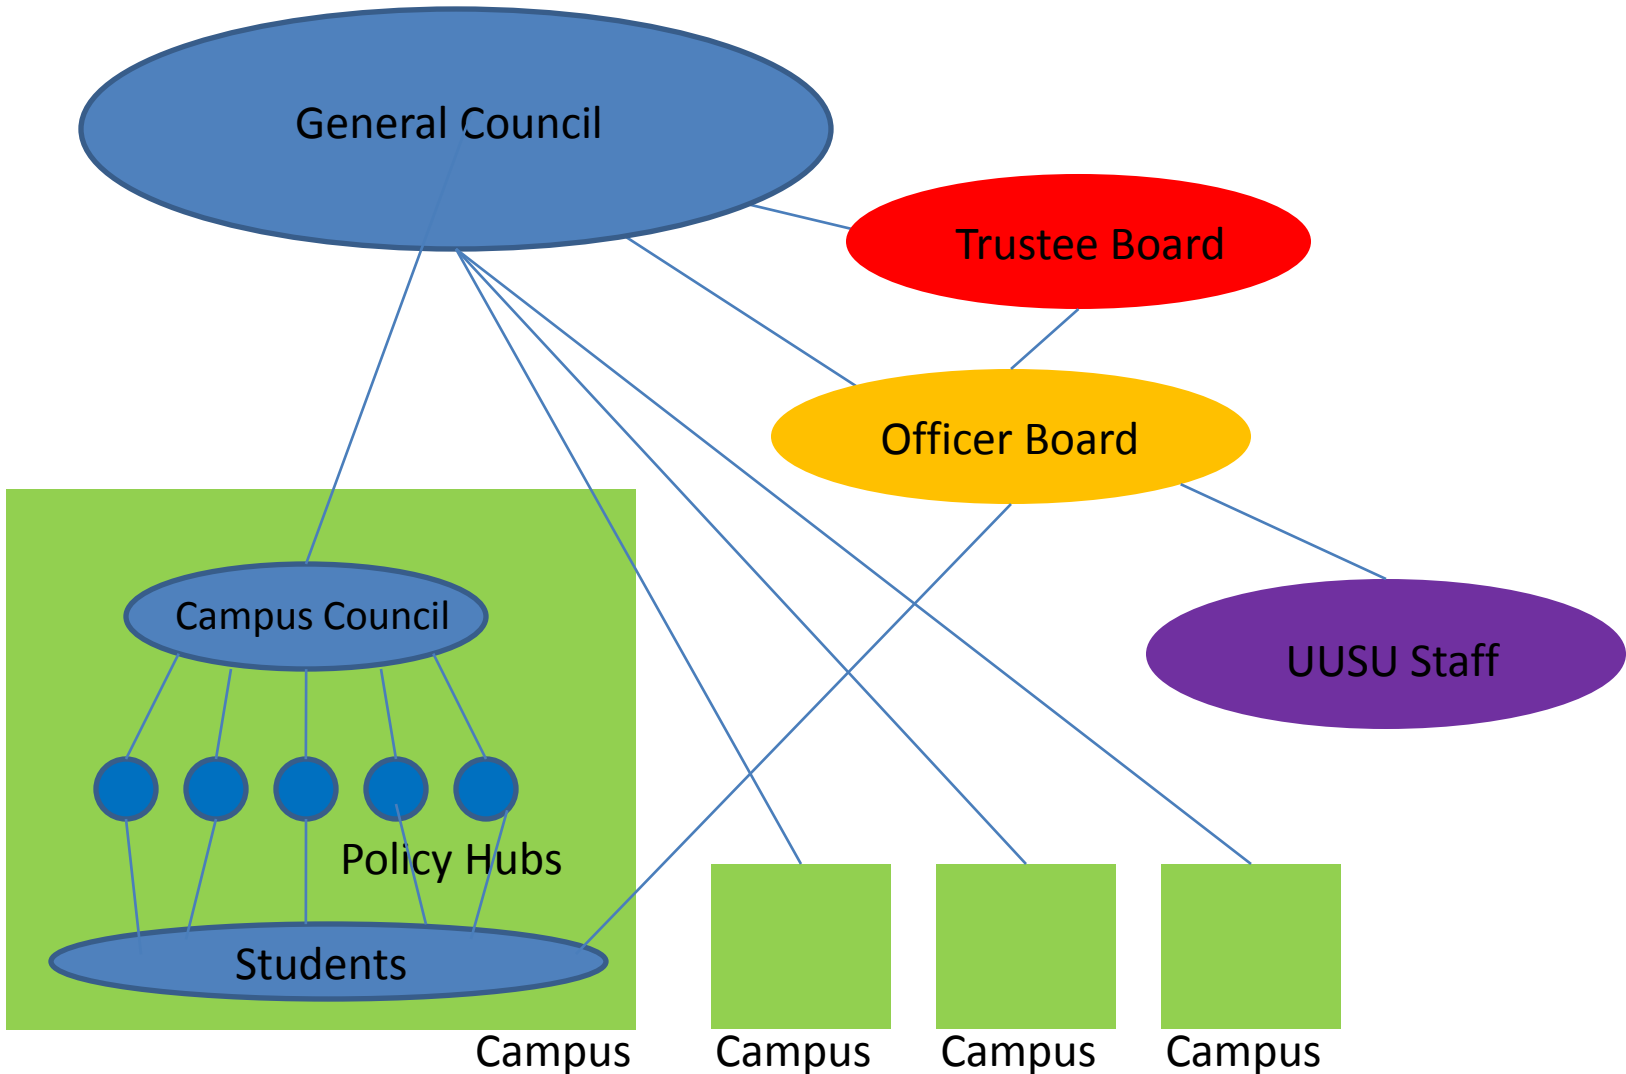 General Council
Trustee Board
Officer Board
Campus Council
UUSU Staff
Policy Hubs
Students
Campus
Campus
Campus
Campus